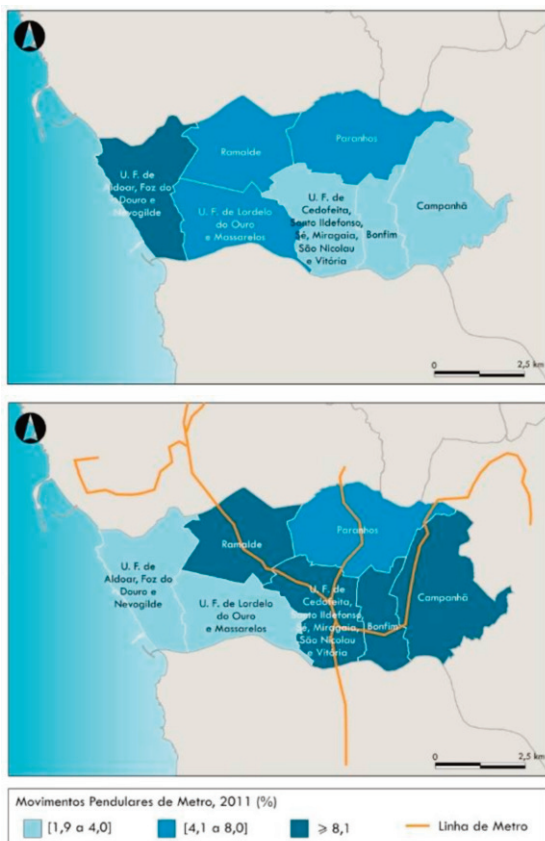 Ramalde
Paranhos
U. F. de
Aldoar, Foz do
Douro e
Nevogilde
U. F. de Lordelo
do Ouro
e Massarelos
U. F. de
Cedofeita,
Santo Ildefonso,
Sé, Miragaia,
São Nicolau
e Vitória
Bonfim
Campanhã
0 2,5 km
Ramalde
Paranhos
U. F. de
Aldoar, Foz do
Douro e
Nevogilde
U. F. de Lordelo
do Ouro
e Massarelos
U. F. de
Cedofeita,
Santo Ildefonso,
Sé, Miragaia,
São Nicolau
e Vitória
Bonfim
Campanhã
0 2,5 km
Movimentos Pendulares de Metro, 2011 (%)
[1,9 a 4,0] [4,1 a 8,0] ⩾ 8,1 Linha de Metro